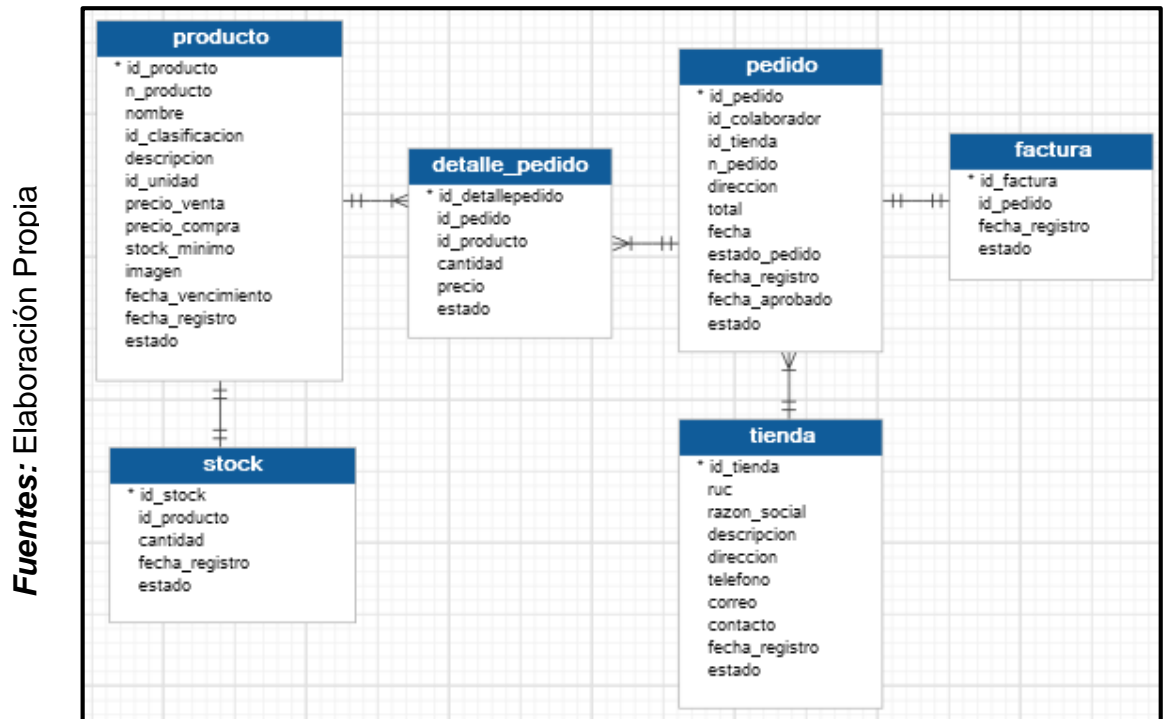 Fuentes: Elaboración Propia
producto
* id_producto
n_producto
nombre
id_clasificacion
descripcion
id_unidad
precio_venta
precio_compra
stock_minimo
imagen
fecha_vencimiento
fecha_registro
estado
detalle_pedido
* id_detallepedido
id_pedido
id_producto
cantidad
precio
estado
pedido
* id_pedido
id_colaborador
id_tienda
n_pedido
direccion
total
fecha
estado_pedido
fecha_registro
fecha_aprobado
estado
factura
* id_factura
id_pedido
fecha_registro
estado
stock
* id_stock
id_producto
cantidad
fecha_registro
estado
tienda
* id_tienda
ruc
razon_social
descripcion
direccion
telefono
correo
contacto
fecha_registro
estado